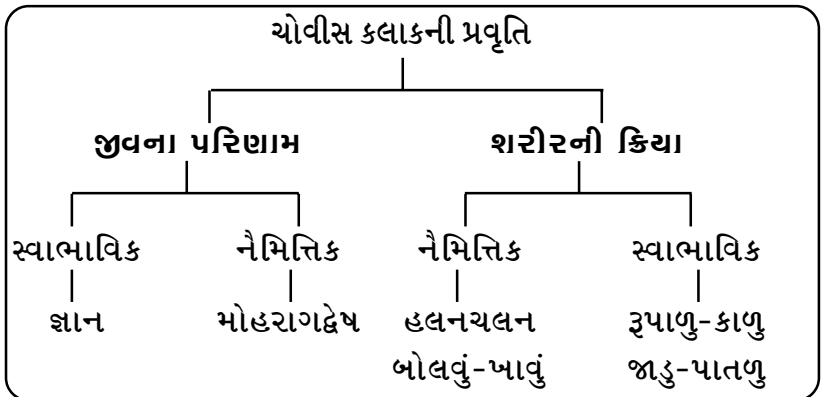 ચોવીસ કલાકની પ્રવૃતિ
જીવના પરિણામ શરીરની ક્રિયા
સ્વાભાવિક નૈમિત્તિક નૈમિત્તિક સ્વાભાવિક
જ્ઞાન મોહરાગદ્વેષ હલનચલન રૂપાળુ-કાળુ
બોલવું-ખાવું જાડુ-પાતળુ